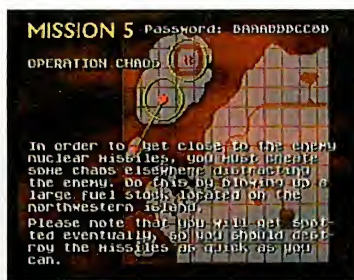 MISSION 5 Password: BAAADDDCCBD
OPERATION CHAOS
In order to get close to the enemy
nuclear missiles, you must create
some chaos elsewhere distracting
the enemy. Do this by blowing up a
large fuel stock located on the
northwestern island.
Please note that you will get spot-
ted eventually, so you should dest-
roy the missiles as quick as you
can.